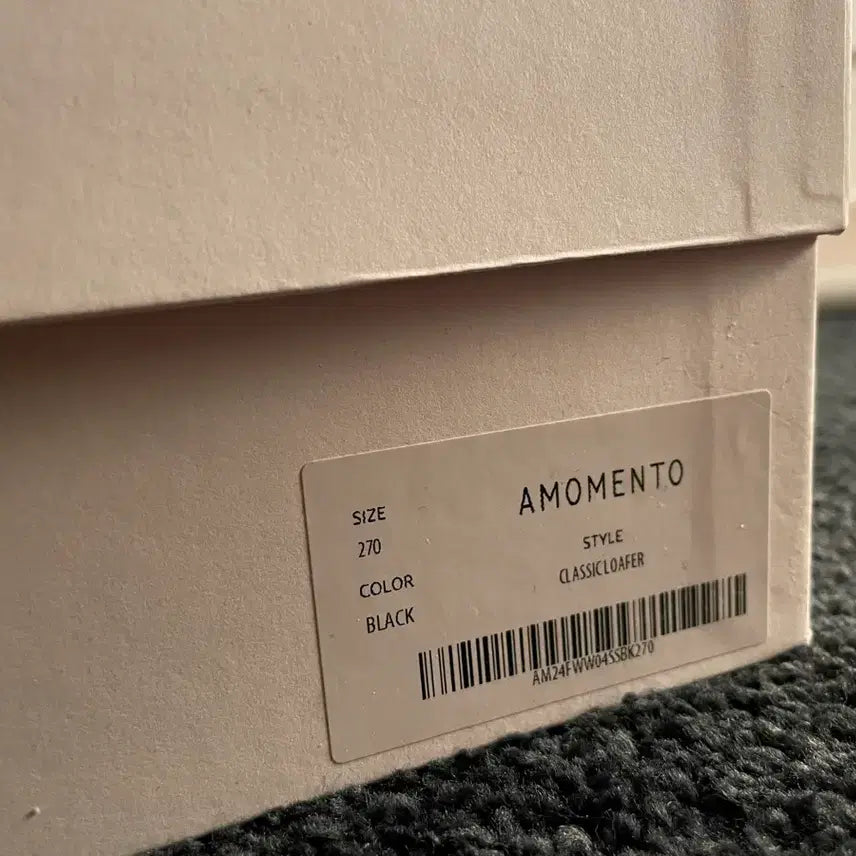 AMOMENTO
SIZE
270
STYLE
CLASSICLOAFER
COLOR
BLACK
AM24FWW04SSBK270